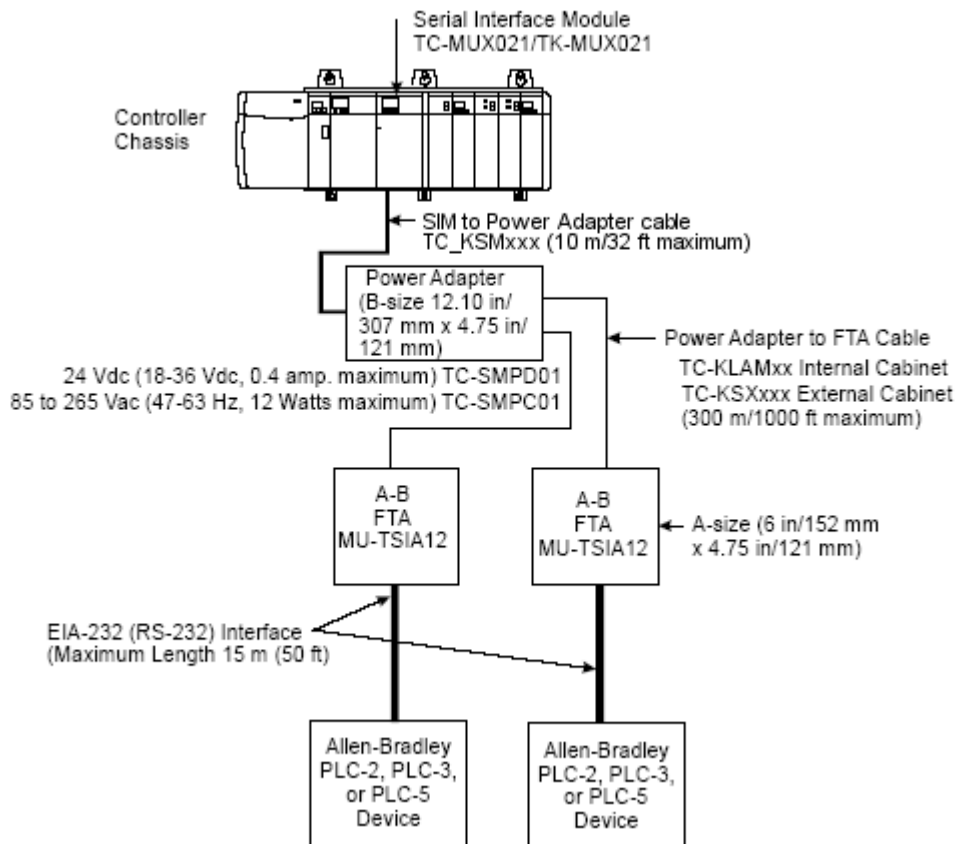 Serial Interface Module
TC-MUX021/TK-MUX021
Controller
Chassis
SIM to Power Adapter cable
TC_KSMxxx (10 m/32 ft maximum)
Power Adapter
(B-size 12.10 in/
307 mm x 4.75 in/
121 mm)
Power Adapter to FTA Cable
TC-KLAMxx Internal Cabinet
TC-KSXxxx External Cabinet
(300 m/1000 ft maximum)
24 Vdc (18-36 Vdc, 0.4 amp. maximum) TC-SMPD01
85 to 265 Vac (47-63 Hz, 12 Watts maximum) TC-SMPC01
A-B
FTA
MU-TSIA12
A-B
FTA
MU-TSIA12
A-size (6 in/152 mm
x 4.75 in/121 mm)
EIA-232 (RS-232) Interface
(Maximum Length 15 m (50 ft)
Allen-Bradley
PLC-2, PLC-3,
or PLC-5
Device
Allen-Bradley
PLC-2, PLC-3,
or PLC-5
Device